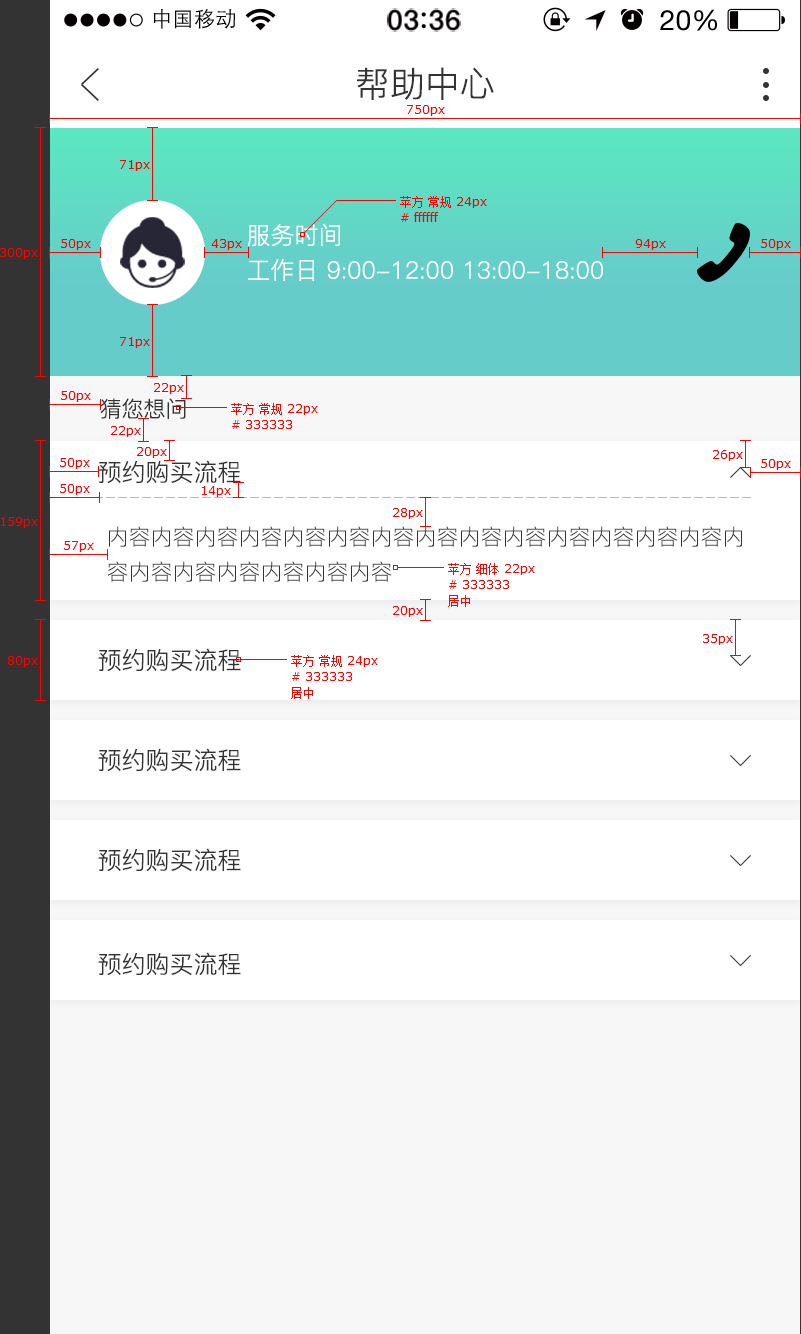 中国移动 03:36 20%
帮助中心
750px
71px
苹方 常规 24px
# ffffff
服务时间
300px
50px
43px
94px
50px
工作日 9:00-12:00 13:00-18:00
71px
22px
50px
猜您想问
苹方 常规 22px
# 333333
22px
20px
50px
预约购买流程
26px
50px
50px
14px
159px
28px
57px
内容内容内容内容内容内容内容内容内容内容内容内容内容内容内
容内容内容内容内容内容内容
苹方 细体 22px
# 333333
居中
20px
35px
80px
预约购买流程
苹方 常规 24px
# 333333
居中
预约购买流程
预约购买流程
预约购买流程